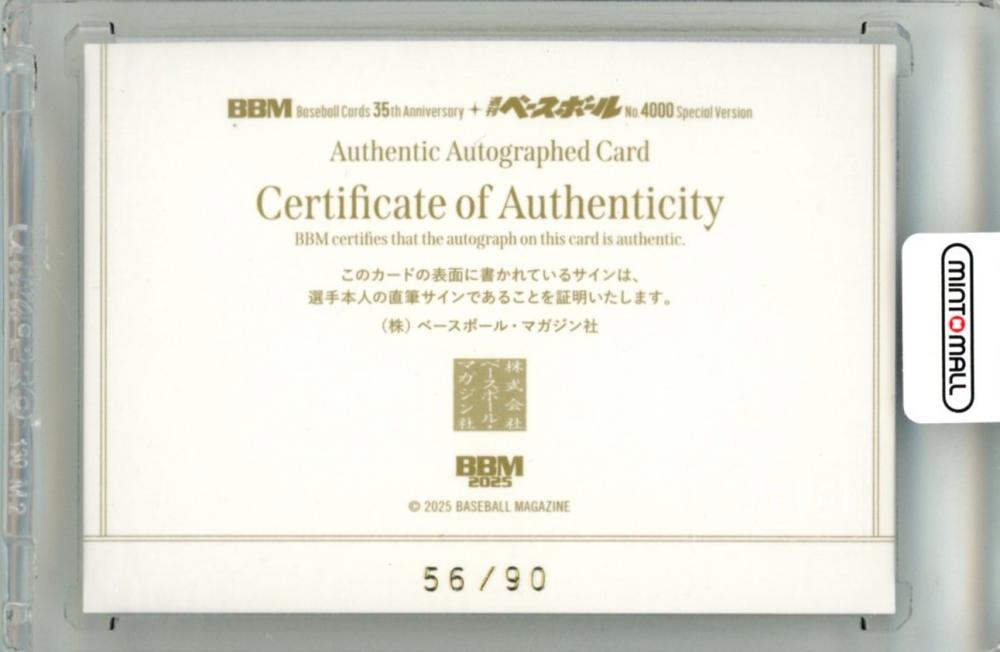 BBM Baseball Cards 35th Anniversary + 週刊ベースボール No.4000 Special Version
Authentic Autographed Card
Certificate of Authenticity
BBM certifies that the autograph on this card is authentic.
このカードの表面に書かれているサインは、
選手本人の直筆サインであることを証明いたします。
(株) ベースボール・マガジン社
株式会社
ベースボール・
マガジン社
BBM
2025
© 2025 BASEBALL MAGAZINE
56/90
MINTOMALL
130 M2